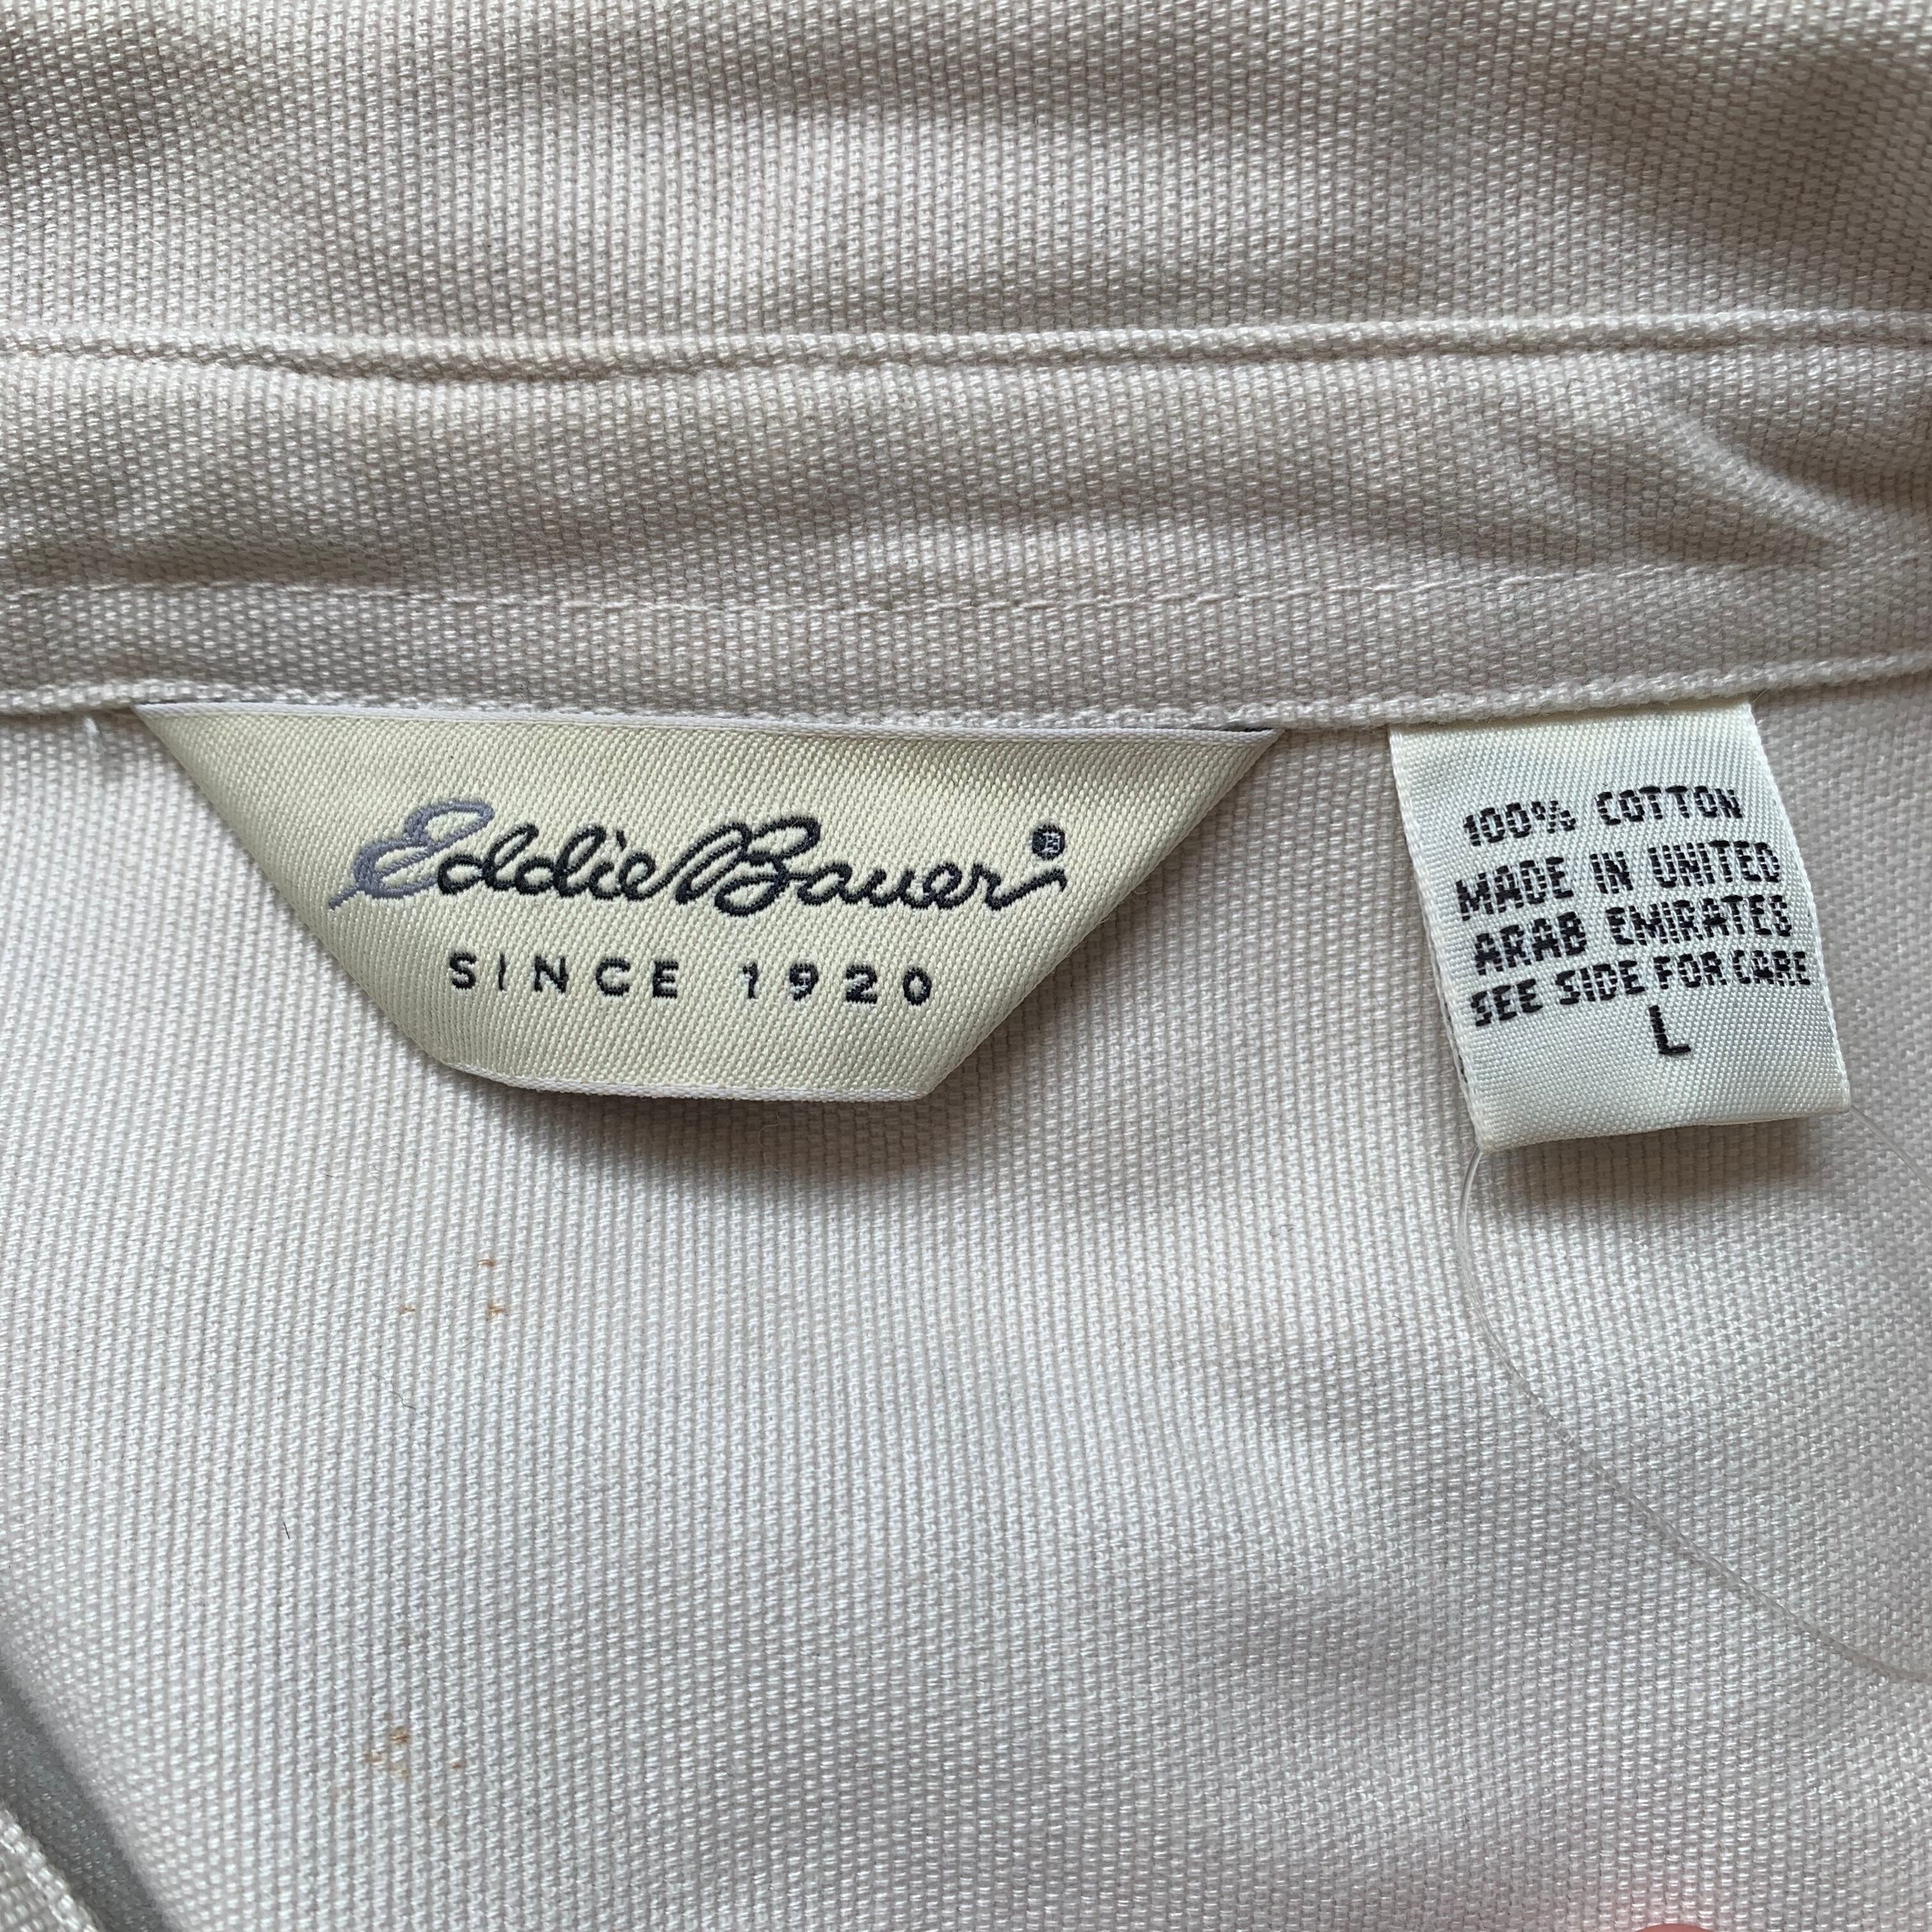 Eddie Bauer®
SINCE 1920
100% COTTON
MADE IN UNITED
ARAB EMIRATES
SEE SIDE FOR CARE
L